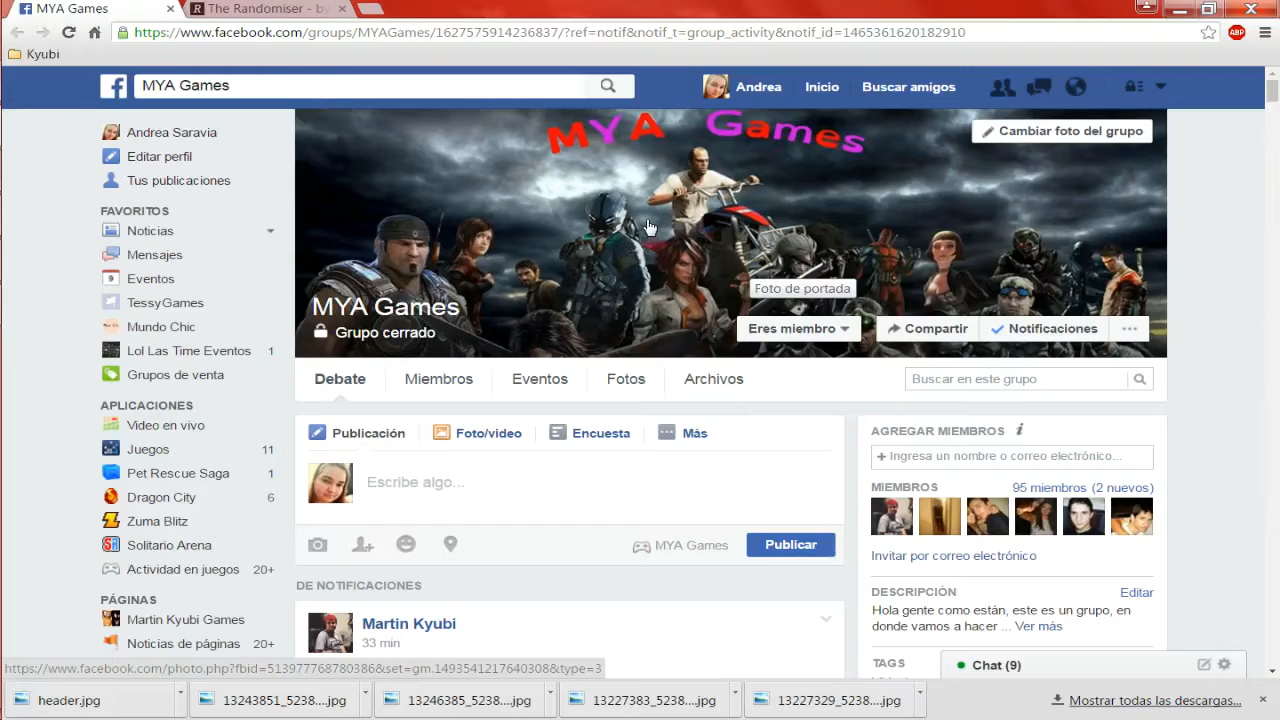 MYA Games
The Randomiser - by
https://www.facebook.com/groups/MYAGames/1627575914236937/?ref=notif&notif_t=group_activity&notif_id=1465361620182910
ABP
Kyubi
MYA Games
Andrea
Inicio
Buscar amigos
Andrea Saravia
Editar perfil
Tus publicaciones
FAVORITOS
Noticias
Mensajes
9 Eventos
TessyGames
Mundo Chic
Lol Las Time Eventos 1
Grupos de venta
APLICACIONES
Video en vivo
Juegos 11
Pet Rescue Saga 1
Dragon City 6
Zuma Blitz
Solitario Arena
Actividad en juegos 20+
PÁGINAS
Martin Kyubi Games
Noticias de páginas 20+
MYA Games
Cambiar foto del grupo
Foto de portada
MYA Games
Grupo cerrado
Eres miembro
Compartir
Notificaciones
Debate
Miembros
Eventos
Fotos
Archivos
Buscar en este grupo
Publicación
Foto/video
Encuesta
Más
Escribe algo...
MYA Games
Publicar
DE NOTIFICACIONES
Martin Kyubi
33 min
AGREGAR MIEMBROS
+ Ingresa un nombre o correo electrónico...
MIEMBROS 95 miembros (2 nuevos)
Invitar por correo electrónico
DESCRIPCIÓN Editar
Hola gente como están, este es un grupo, en
donde vamos a hacer ... Ver más
TAGS
Chat (9)
https://www.facebook.com/photo.php?fbid=513977768780386&set=gm.1493541217640308&type=3
header.jpg
13243851_5238....jpg
13246385_5238....jpg
13227383_5238....jpg
13227329_5238....jpg
Mostrar todas las descargas...